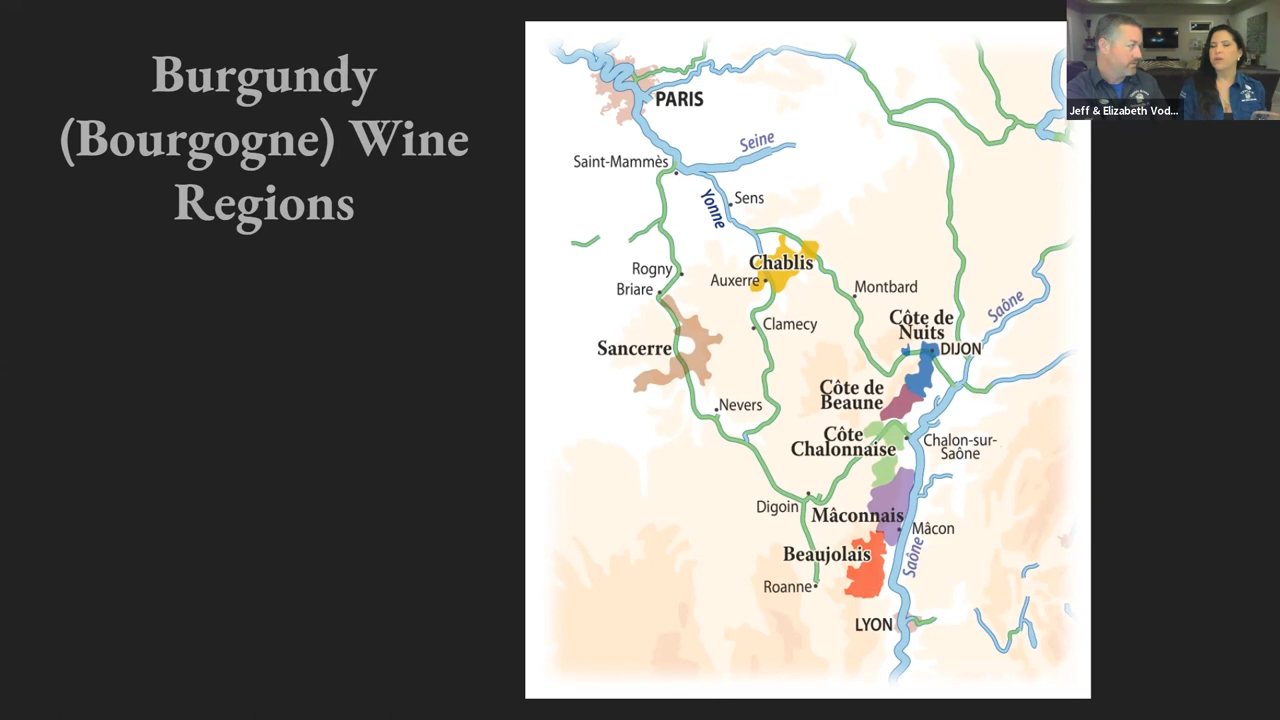 Burgundy
(Bourgogne) Wine
Regions
Jeff & Elizabeth Vod...
PARIS
Seine
Saint-Mammès
Yonne
Sens
Chablis
Auxerre
Rogny
Briare
Montbard
Saône
Côte de
Nuits
Clamecy
DIJON
Sancerre
Côte de
Beaune
Nevers
Côte
Chalonnaise
Chalon-sur-
Saône
Digoin
Mâconnais
Mâcon
Beaujolais
Saône
Roanne
LYON